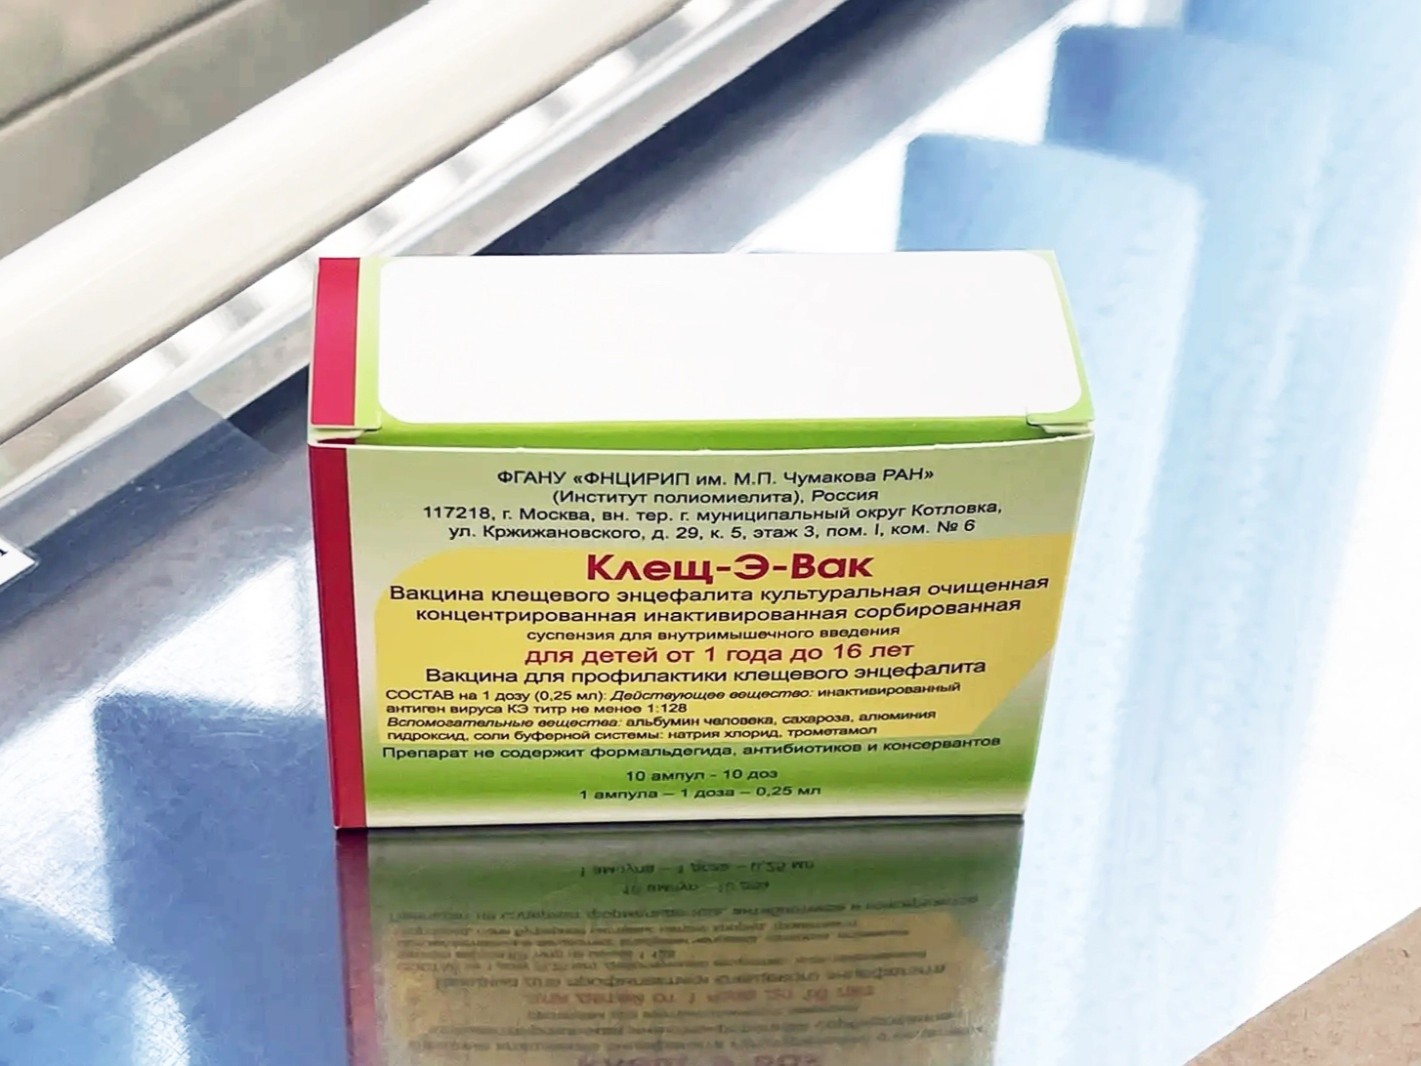 ФГАНУ «ФНЦИРИП им. М.П. Чумакова РАН»
(Институт полиомиелита), Россия
117218, г. Москва, вн. тер. г. муниципальный округ Котловка,
ул. Кржижановского, д. 29, к. 5, этаж 3, пом. I, ком. № 6
Клещ-Э-Вак
Вакцина клещевого энцефалита культуральная очищенная
концентрированная инактивированная сорбированная
суспензия для внутримышечного введения
для детей от 1 года до 16 лет
Вакцина для профилактики клещевого энцефалита
СОСТАВ на 1 дозу (0,25 мл): Действующее вещество: инактивированный
антиген вируса КЭ титр не менее 1:128
Вспомогательные вещества: альбумин человека, сахароза, алюминия
гидроксид, соли буферной системы: натрия хлорид, трометамол
Препарат не содержит формальдегида, антибиотиков и консервантов
10 ампул - 10 доз
1 ампула – 1 доза – 0,25 мл